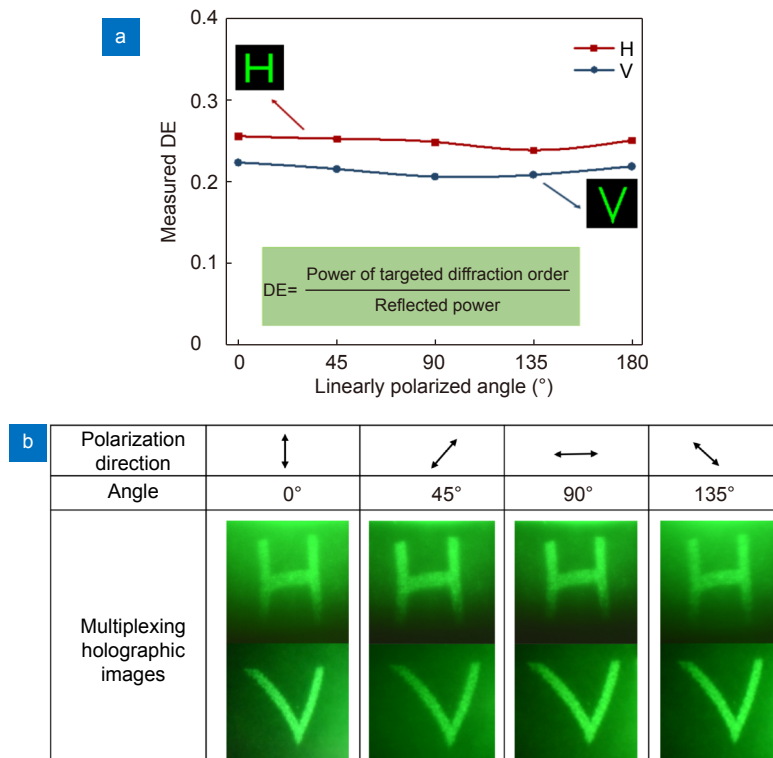 a
0.4
0.3
0.2
0.1
0
Measured DE
H
V
H
V
DE=
Power of targeted diffraction order
Reflected power
0 45 90 135 180
Linearly polarized angle (°)
b
Polarization
direction
Angle 0° 45° 90° 135°
Multiplexing
holographic
images
H H H H
V V V V